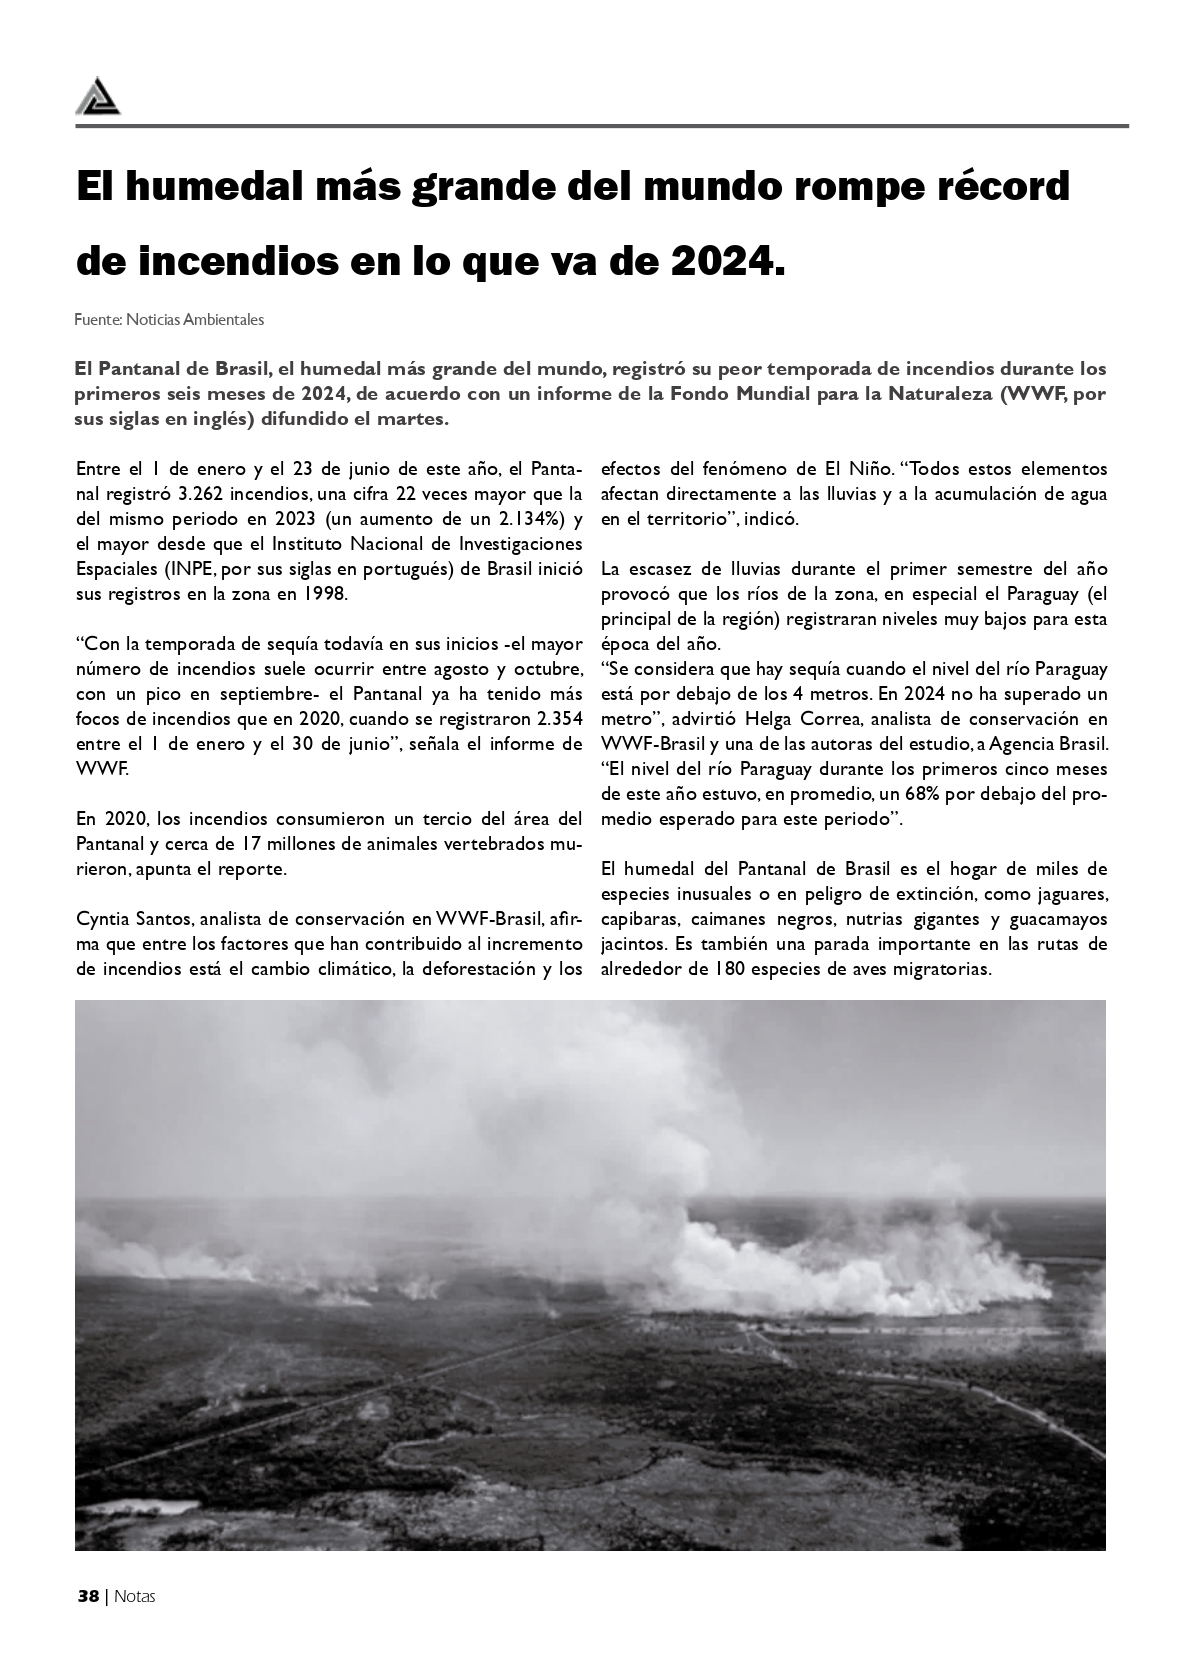 El humedal más grande del mundo rompe récord
de incendios en lo que va de 2024.
Fuente: Noticias Ambientales
El Pantanal de Brasil, el humedal más grande del mundo, registró su peor temporada de incendios durante los
primeros seis meses de 2024, de acuerdo con un informe de la Fondo Mundial para la Naturaleza (WWF, por
sus siglas en inglés) difundido el martes.
Entre el 1 de enero y el 23 de junio de este año, el Panta-
nal registró 3.262 incendios, una cifra 22 veces mayor que la
del mismo periodo en 2023 (un aumento de un 2.134%) y
el mayor desde que el Instituto Nacional de Investigaciones
Espaciales (INPE, por sus siglas en portugués) de Brasil inició
sus registros en la zona en 1998.
“Con la temporada de sequía todavía en sus inicios -el mayor
número de incendios suele ocurrir entre agosto y octubre,
con un pico en septiembre- el Pantanal ya ha tenido más
focos de incendios que en 2020, cuando se registraron 2.354
entre el 1 de enero y el 30 de junio”, señala el informe de
WWF.
En 2020, los incendios consumieron un tercio del área del
Pantanal y cerca de 17 millones de animales vertebrados mu-
rieron, apunta el reporte.
Cyntia Santos, analista de conservación en WWF-Brasil, afir-
ma que entre los factores que han contribuido al incremento
de incendios está el cambio climático, la deforestación y los
efectos del fenómeno de El Niño. “Todos estos elementos
afectan directamente a las lluvias y a la acumulación de agua
en el territorio”, indicó.
La escasez de lluvias durante el primer semestre del año
provocó que los ríos de la zona, en especial el Paraguay (el
principal de la región) registraran niveles muy bajos para esta
época del año.
“Se considera que hay sequía cuando el nivel del río Paraguay
está por debajo de los 4 metros. En 2024 no ha superado un
metro”, advirtió Helga Correa, analista de conservación en
WWF-Brasil y una de las autoras del estudio, a Agencia Brasil.
“El nivel del río Paraguay durante los primeros cinco meses
de este año estuvo, en promedio, un 68% por debajo del pro-
medio esperado para este periodo”.
El humedal del Pantanal de Brasil es el hogar de miles de
especies inusuales o en peligro de extinción, como jaguares,
capibaras, caimanes negros, nutrias gigantes y guacamayos
jacintos. Es también una parada importante en las rutas de
alrededor de 180 especies de aves migratorias.
38 | Notas